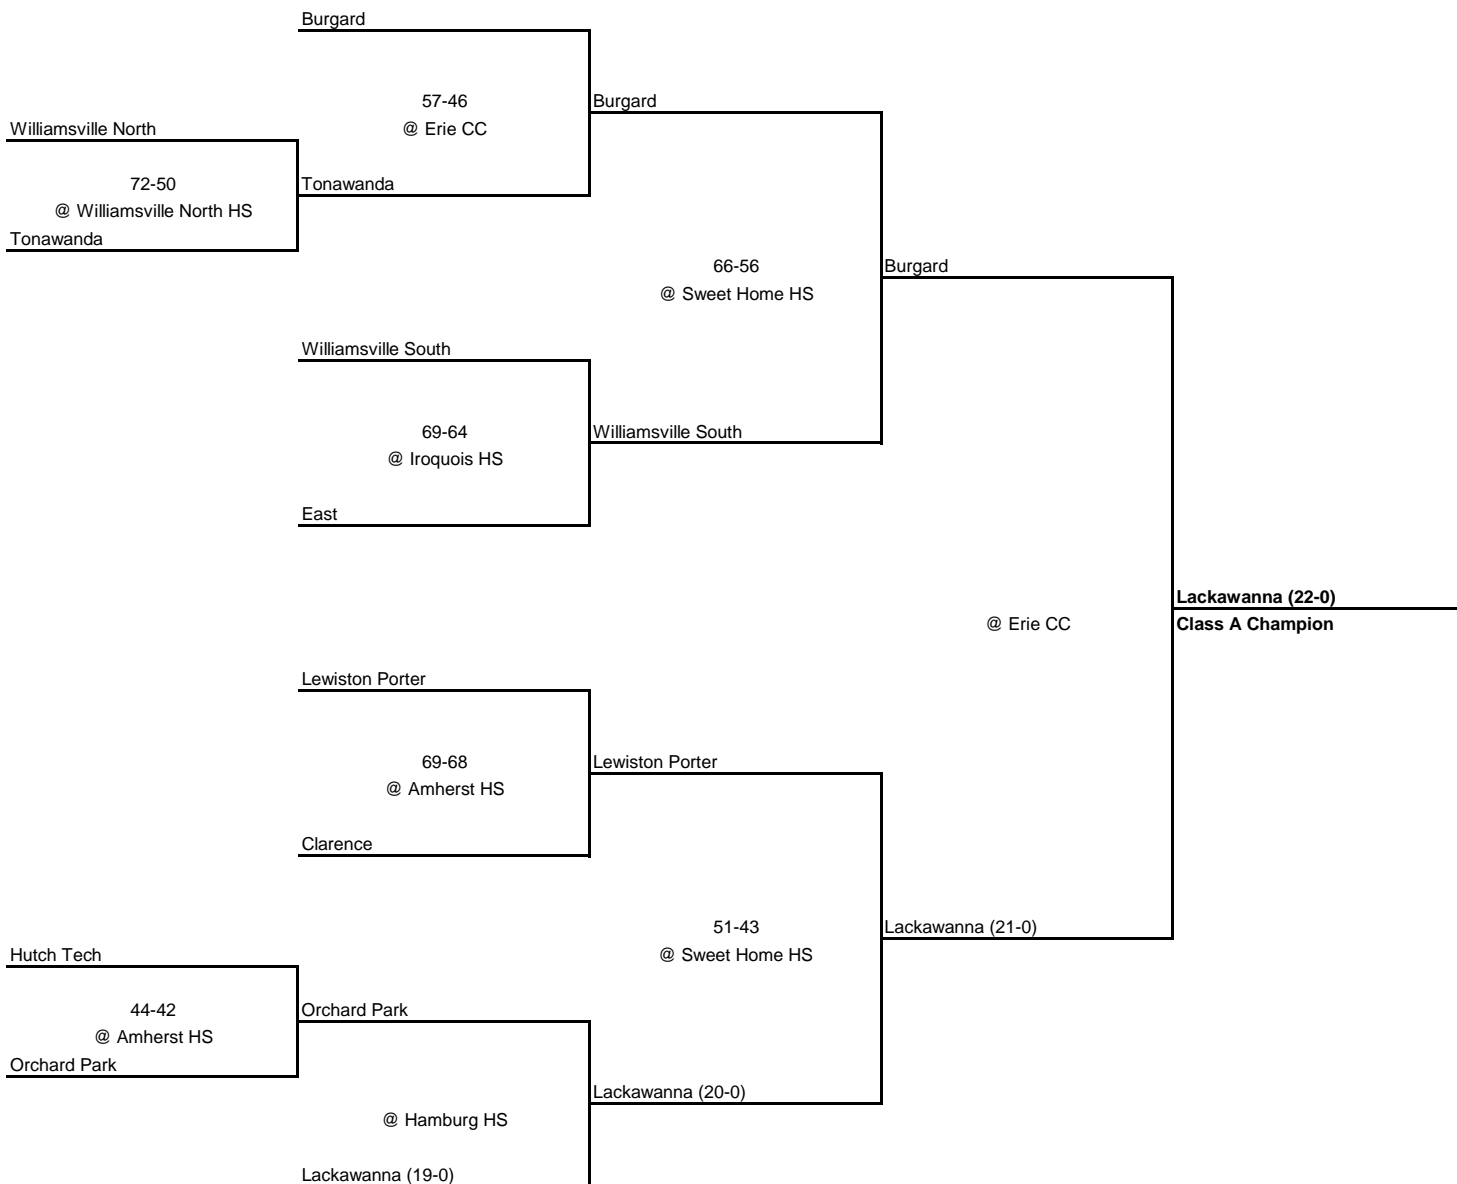 Burgard
57-46
Burgard
Williamsville North
@ Erie CC
72-50
Tonawanda
@ Williamsville North HS
Tonawanda
66-56
Burgard
@ Sweet Home HS
Williamsville South
69-64
Williamsville South
@ Iroquois HS
East
Lackawanna (22-0)
@ Erie CC
Class A Champion
Lewiston Porter
69-68
Lewiston Porter
@ Amherst HS
Clarence
51-43
Lackawanna (21-0)
Hutch Tech
@ Sweet Home HS
44-42
Orchard Park
@ Amherst HS
Orchard Park
Lackawanna (20-0)
@ Hamburg HS
Lackawanna (19-0)